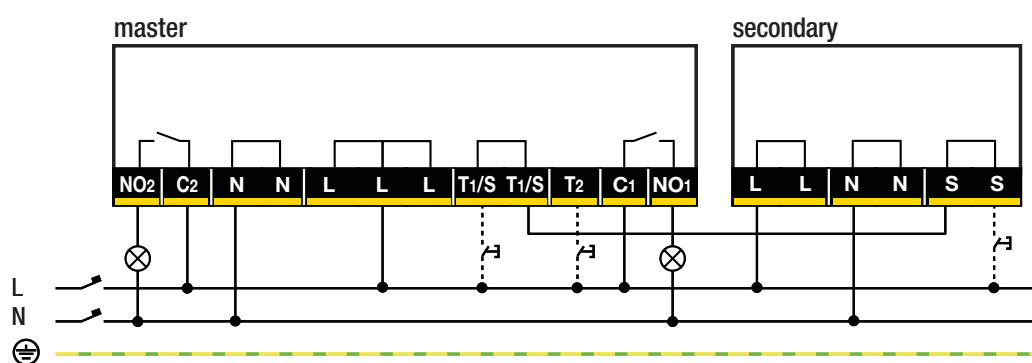 master
secondary
NO2 C2 N N L L L T1/S T1/S T2 C1 NO1
L L N N S S
L
N